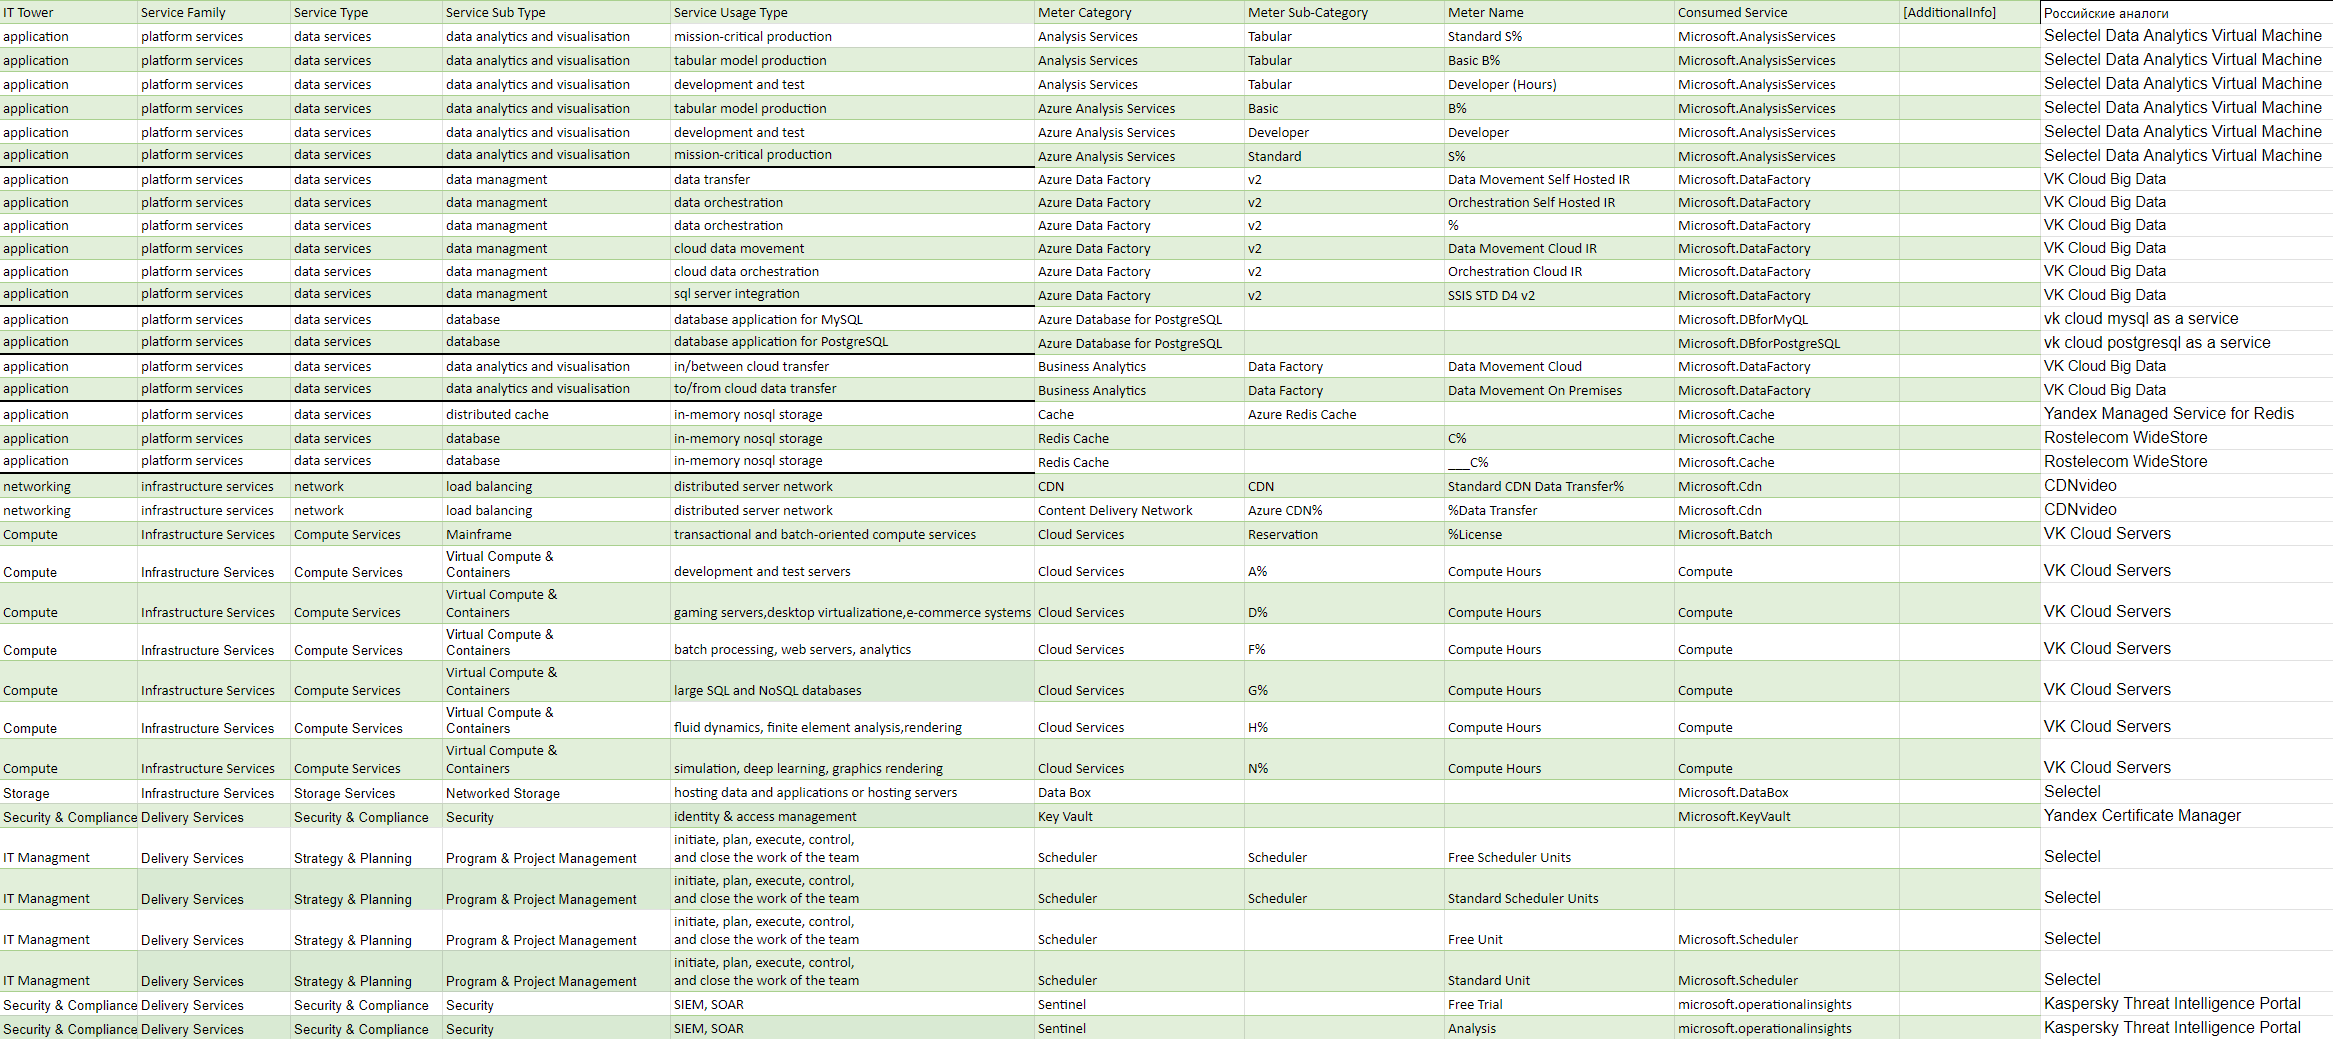 IT Tower Service Family Service Type Service Sub Type Service Usage Type Meter Category Meter Sub-Category Meter Name Consumed Service [AdditionalInfo] Российские аналоги
application platform services data services data analytics and visualisation mission-critical production Analysis Services Tabular Standard S% Microsoft.AnalysisServices Selectel Data Analytics Virtual Machine
application platform services data services data analytics and visualisation tabular model production Analysis Services Tabular Basic B% Microsoft.AnalysisServices Selectel Data Analytics Virtual Machine
application platform services data services data analytics and visualisation development and test Analysis Services Tabular Developer (Hours) Microsoft.AnalysisServices Selectel Data Analytics Virtual Machine
application platform services data services data analytics and visualisation tabular model production Azure Analysis Services Basic B% Microsoft.AnalysisServices Selectel Data Analytics Virtual Machine
application platform services data services data analytics and visualisation development and test Azure Analysis Services Developer Developer Microsoft.AnalysisServices Selectel Data Analytics Virtual Machine
application platform services data services data analytics and visualisation mission-critical production Azure Analysis Services Standard S% Microsoft.AnalysisServices Selectel Data Analytics Virtual Machine
application platform services data services data managment data transfer Azure Data Factory v2 Data Movement Self Hosted IR Microsoft.DataFactory VK Cloud Big Data
application platform services data services data managment data orchestration Azure Data Factory v2 Orchestration Self Hosted IR Microsoft.DataFactory VK Cloud Big Data
application platform services data services data managment data orchestration Azure Data Factory v2 % Microsoft.DataFactory VK Cloud Big Data
application platform services data services data managment cloud data movement Azure Data Factory v2 Data Movement Cloud IR Microsoft.DataFactory VK Cloud Big Data
application platform services data services data managment cloud data orchestration Azure Data Factory v2 Orchestration Cloud IR Microsoft.DataFactory VK Cloud Big Data
application platform services data services data managment sql server integration Azure Data Factory v2 SSIS STD D4 v2 Microsoft.DataFactory VK Cloud Big Data
application platform services data services database database application for MySQL Azure Database for PostgreSQL Microsoft.DBforMyQL vk cloud mysql as a service
application platform services data services database database application for PostgreSQL Azure Database for PostgreSQL Microsoft.DBforPostgreSQL vk cloud postgresql as a service
application platform services data services data analytics and visualisation in/between cloud transfer Business Analytics Data Factory Data Movement Cloud Microsoft.DataFactory VK Cloud Big Data
application platform services data services data analytics and visualisation to/from cloud data transfer Business Analytics Data Factory Data Movement On Premises Microsoft.DataFactory VK Cloud Big Data
application platform services data services distributed cache in-memory nosql storage Cache Azure Redis Cache Microsoft.Cache Yandex Managed Service for Redis
application platform services data services database in-memory nosql storage Redis Cache C% Microsoft.Cache Rostelecom WideStore
application platform services data services database in-memory nosql storage Redis Cache ___C% Microsoft.Cache Rostelecom WideStore
networking infrastructure services network load balancing distributed server network CDN CDN Standard CDN Data Transfer% Microsoft.Cdn CDNvideo
networking infrastructure services network load balancing distributed server network Content Delivery Network Azure CDN% %Data Transfer Microsoft.Cdn CDNvideo
Compute Infrastructure Services Compute Services Mainframe transactional and batch-oriented compute services Cloud Services Reservation %License Microsoft.Batch VK Cloud Servers
Virtual Compute &
Compute Infrastructure Services Compute Services Containers development and test servers Cloud Services A% Compute Hours Compute VK Cloud Servers
Virtual Compute &
Compute Infrastructure Services Compute Services Containers gaming servers,desktop virtualizatione,e-commerce systems Cloud Services D% Compute Hours Compute VK Cloud Servers
Virtual Compute &
Compute Infrastructure Services Compute Services Containers batch processing, web servers, analytics Cloud Services F% Compute Hours Compute VK Cloud Servers
Virtual Compute &
Compute Infrastructure Services Compute Services Containers large SQL and NoSQL databases Cloud Services G% Compute Hours Compute VK Cloud Servers
Virtual Compute &
Compute Infrastructure Services Compute Services Containers fluid dynamics, finite element analysis,rendering Cloud Services H% Compute Hours Compute VK Cloud Servers
Virtual Compute &
Compute Infrastructure Services Compute Services Containers simulation, deep learning, graphics rendering Cloud Services N% Compute Hours Compute VK Cloud Servers
Storage Infrastructure Services Storage Services Networked Storage hosting data and applications or hosting servers Data Box Microsoft.DataBox Selectel
Security & Compliance Delivery Services Security & Compliance Security identity & access management Key Vault Microsoft.KeyVault Yandex Certificate Manager
initiate, plan, execute, control,
IT Managment Delivery Services Strategy & Planning Program & Project Management and close the work of the team Scheduler Scheduler Free Scheduler Units Selectel
initiate, plan, execute, control,
IT Managment Delivery Services Strategy & Planning Program & Project Management and close the work of the team Scheduler Scheduler Standard Scheduler Units Selectel
initiate, plan, execute, control,
IT Managment Delivery Services Strategy & Planning Program & Project Management and close the work of the team Scheduler Free Unit Microsoft.Scheduler Selectel
initiate, plan, execute, control,
IT Managment Delivery Services Strategy & Planning Program & Project Management and close the work of the team Scheduler Standard Unit Microsoft.Scheduler Selectel
Security & Compliance Delivery Services Security & Compliance Security SIEM, SOAR Sentinel Free Trial microsoft.operationalinsights Kaspersky Threat Intelligence Portal
Security & Compliance Delivery Services Security & Compliance Security SIEM, SOAR Sentinel Analysis microsoft.operationalinsights Kaspersky Threat Intelligence Portal